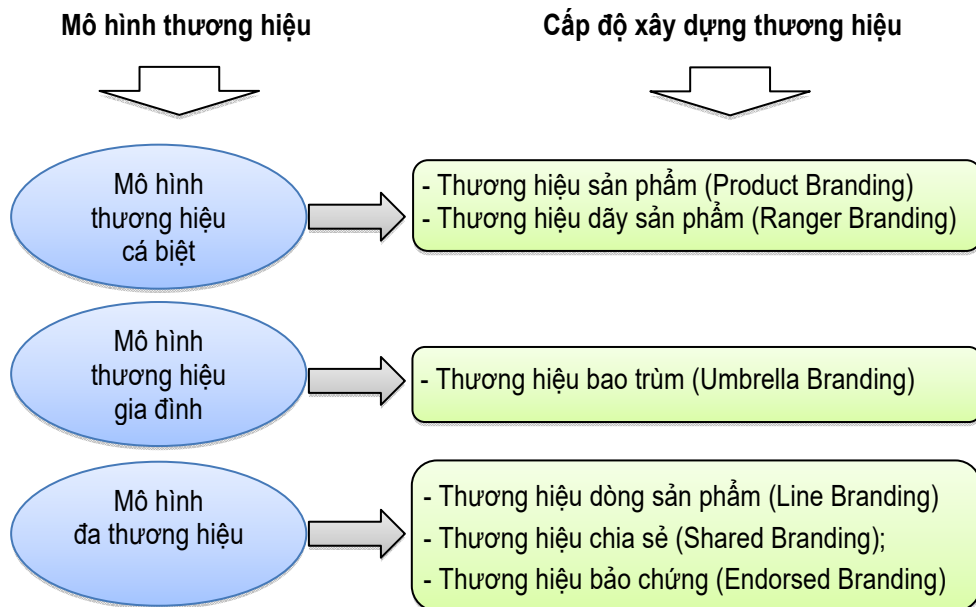 Mô hình thương hiệu
Cấp độ xây dựng thương hiệu
Mô hình
thương hiệu
cá biệt
- Thương hiệu sản phẩm (Product Branding)
- Thương hiệu dãy sản phẩm (Ranger Branding)
Mô hình
thương hiệu
gia đình
- Thương hiệu bao trùm (Umbrella Branding)
Mô hình
đa thương hiệu
- Thương hiệu dòng sản phẩm (Line Branding)
- Thương hiệu chia sẻ (Shared Branding);
- Thương hiệu bảo chứng (Endorsed Branding)